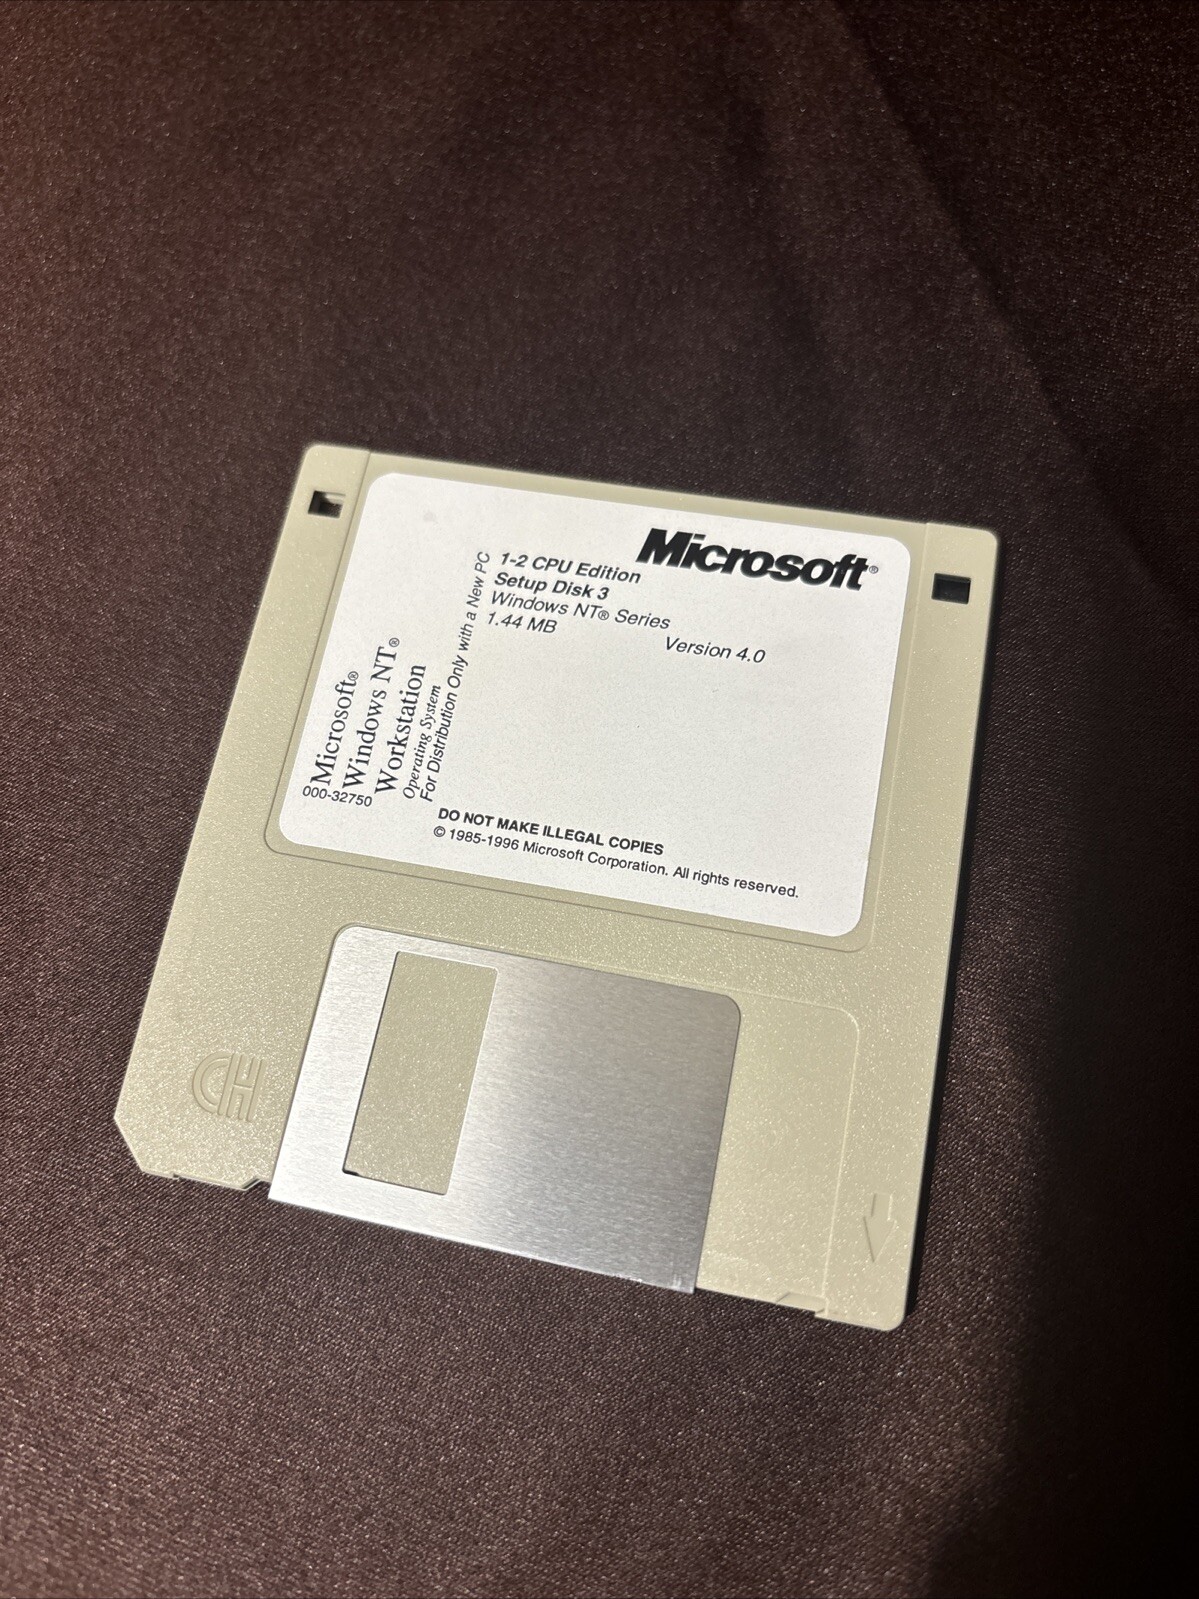 Microsoft®
1-2 CPU Edition
Setup Disk 3
Windows NT® Series
1.44 MB
Version 4.0
Microsoft®
Windows NT®
Workstation
Operating System
For Distribution Only with a New PC
000-32750
DO NOT MAKE ILLEGAL COPIES
© 1985-1996 Microsoft Corporation. All rights reserved.
CH